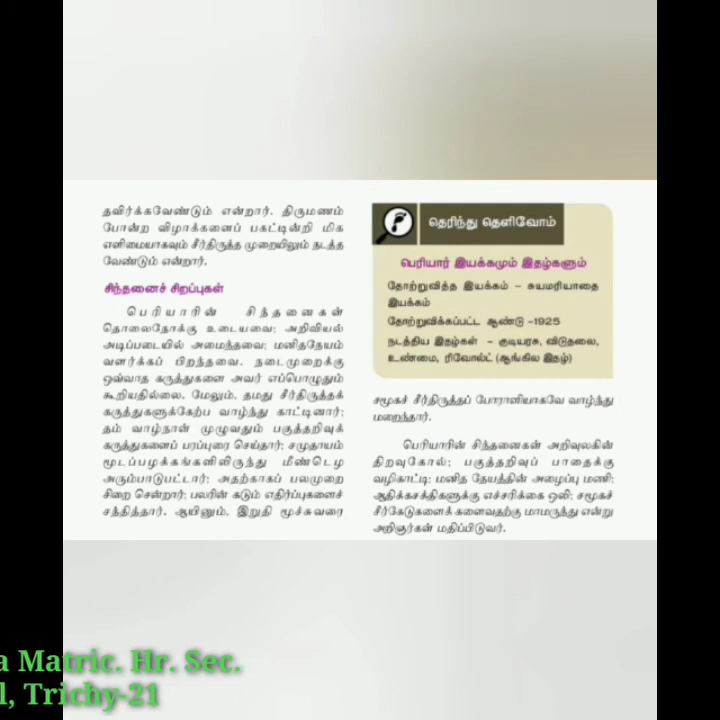 தவிர்க்கவேண்டும் என்றார். திருமணம்
போன்ற விழாக்களைப் பகட்டின்றி மிக
எளிமையாகவும் சீர்திருத்த முறையிலும் நடத்த
வேண்டும் என்றார்.
சிந்தனைச் சிறப்புகள்
பெரியாரின் சிந்தனைகள்
தொலைநோக்கு உடையவை; அறிவியல்
அடிப்படையில் அமைந்தவை; மனிதநேயம்
வளர்க்கப் பிறந்தவை. நடைமுறைக்கு
ஒவ்வாத கருத்துகளை அவர் எப்பொழுதும்
கூறியதில்லை. மேலும், தமது சீர்திருத்தக்
கருத்துகளுக்கேற்ப வாழ்ந்து காட்டினார்;
தம் வாழ்நாள் முழுவதும் பகுத்தறிவுக்
கருத்துகளைப் பரப்புரை செய்தார்; சமுதாயம்
மூடப்பழக்கங்களிலிருந்து மீண்டெழ
அரும்பாடுபட்டார்; அதற்காகப் பலமுறை
சிறை சென்றார்; பலரின் கடும் எதிர்ப்புகளைச்
சந்தித்தார். ஆயினும், இறுதி மூச்சுவரை
தெரிந்து தெளிவோம்
பெரியார் இயக்கமும் இதழ்களும்
தோற்றுவித்த இயக்கம் – சுயமரியாதை
இயக்கம்
தோற்றுவிக்கப்பட்ட ஆண்டு –1925
நடத்திய இதழ்கள் – குடியரசு, விடுதலை,
உண்மை, ரிவோல்ட் (ஆங்கில இதழ்)
சமூகச் சீர்திருத்தப் போராளியாகவே வாழ்ந்து
மறைந்தார்.
பெரியாரின் சிந்தனைகள் அறிவுலகின்
திறவுகோல்; பகுத்தறிவுப் பாதைக்கு
வழிகாட்டி; மனித நேயத்தின் அழைப்பு மணி;
ஆதிக்கசக்திகளுக்கு எச்சரிக்கை ஒலி; சமூகச்
சீர்கேடுகளைக் களைவதற்கு மாமருந்து என்று
அறிஞர்கள் மதிப்பிடுவர்.
a Matric. Hr. Sec.
l, Trichy-21